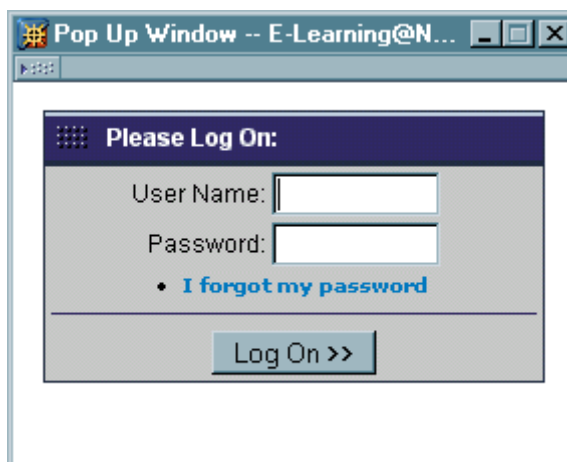 Pop Up Window -- E-Learning@N...
Please Log On:
User Name:
Password:
• I forgot my password
Log On >>